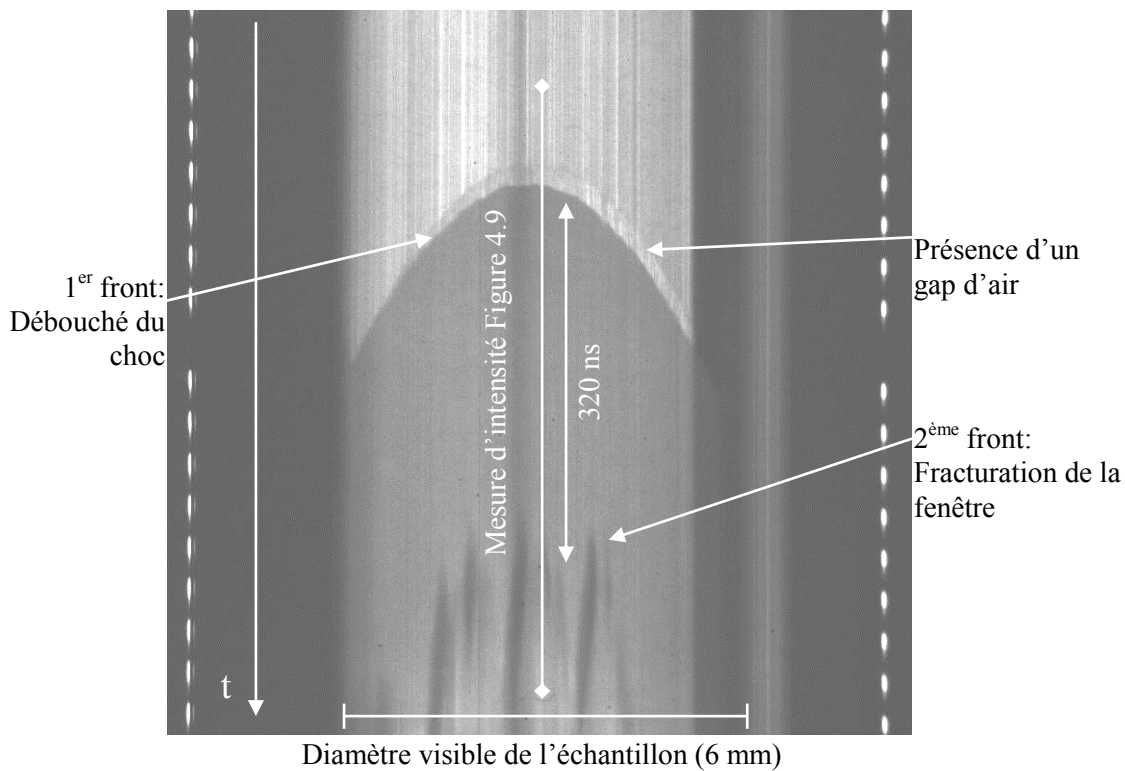 1er front:
Débouché du
choc
Mesure d'intensité Figure 4.9
320 ns
Présence d'un
gap d'air
2ème front:
Fracturation de la
fenêtre
t
Diamètre visible de l'échantillon (6 mm)